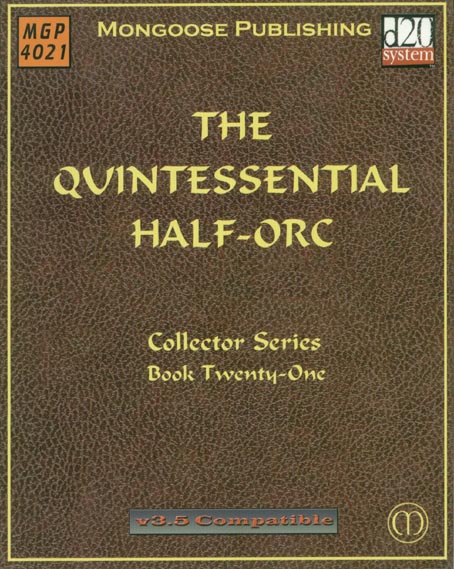 MGP
4021
MONGOOSE PUBLISHING
d20
system
THE
QUINTESSENTIAL
HALF-ORC
Collector Series
Book Twenty-One
v3.5 Compatible
m